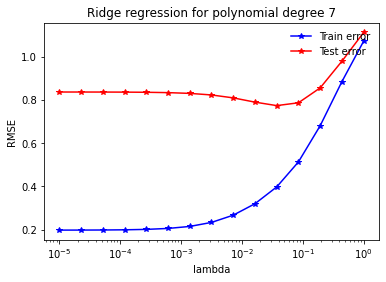 Ridge regression for polynomial degree 7
Train error
Test error
1.0
0.8
0.6
0.4
0.2
RMSE
10⁻⁵
10⁻⁴
10⁻³
10⁻²
10⁻¹
10⁰
lambda